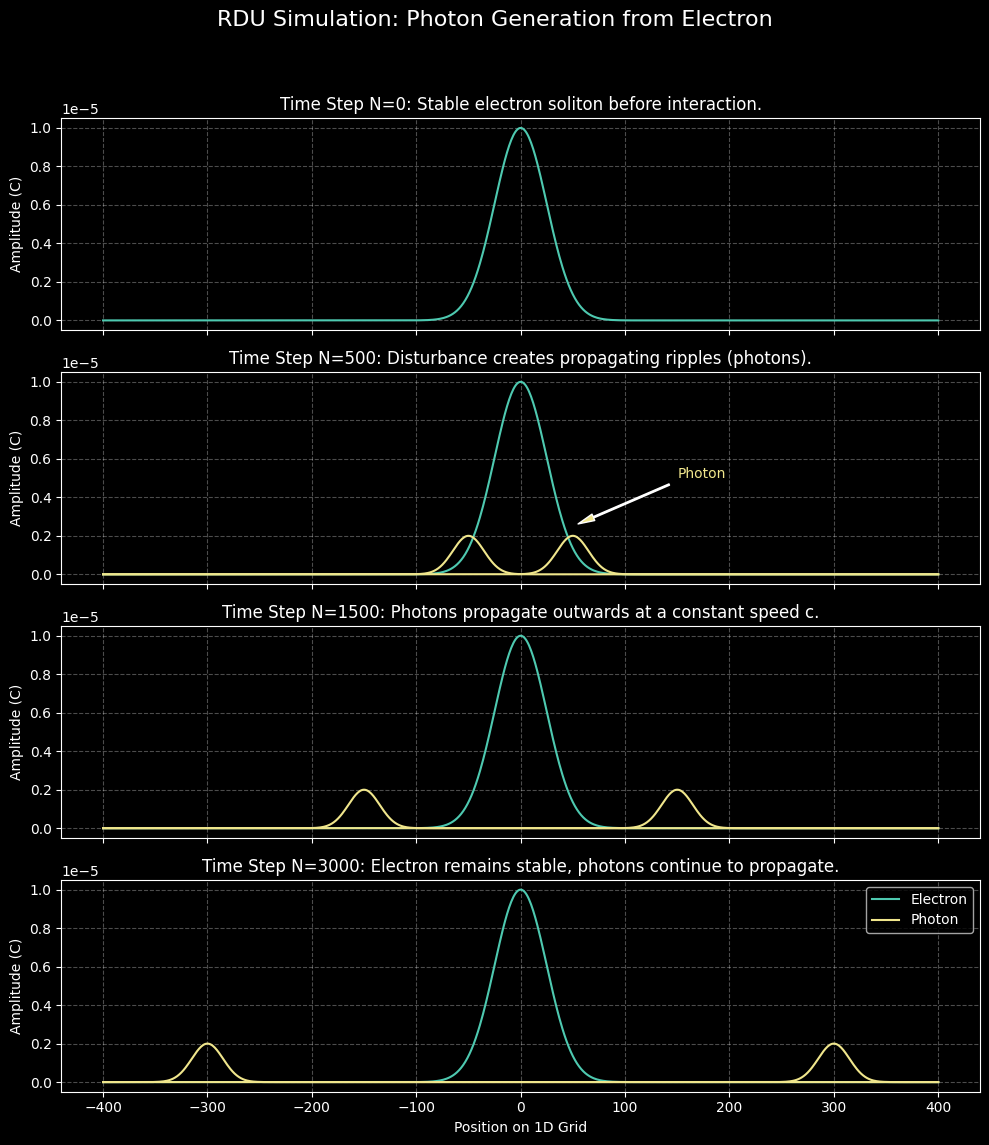 RDU Simulation: Photon Generation from Electron
Time Step N=0: Stable electron soliton before interaction.
1e−5
1.0
0.8
0.6
0.4
0.2
0.0
Amplitude (C)
Time Step N=500: Disturbance creates propagating ripples (photons).
1e−5
1.0
0.8
0.6
0.4
0.2
0.0
Amplitude (C)
Photon
Time Step N=1500: Photons propagate outwards at a constant speed c.
1e−5
1.0
0.8
0.6
0.4
0.2
0.0
Amplitude (C)
Time Step N=3000: Electron remains stable, photons continue to propagate.
1e−5
1.0
0.8
0.6
0.4
0.2
0.0
Amplitude (C)
Electron
Photon
−400 −300 −200 −100 0 100 200 300 400
Position on 1D Grid